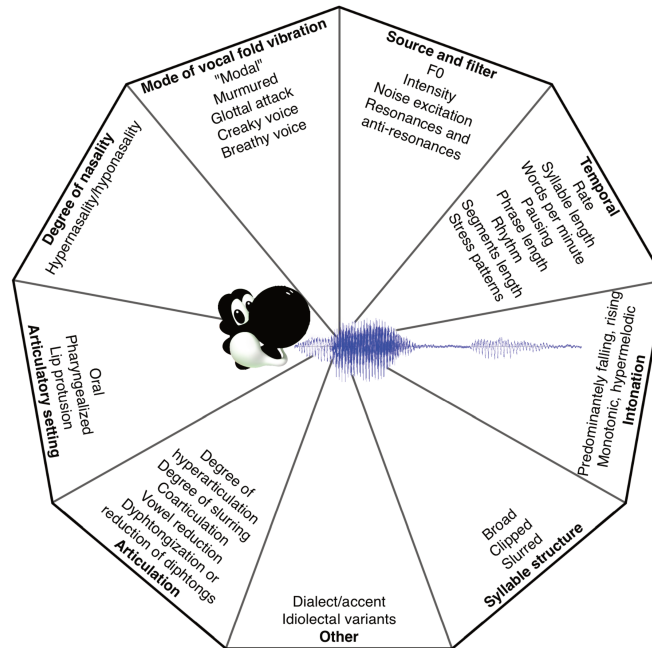 Mode of vocal fold vibration
"Modal"
Murmured
Glottal attack
Creaky voice
Breathy voice
Source and filter
F0
Intensity
Noise excitation
Resonances and
anti-resonances
Temporal
Rate
Syllable length
Words per minute
Pausing
Phrase length
Rhythm
Segments length
Stress patterns
Predominantely falling, rising
Monotonic, hypermelodic
Intonation
Broad
Clipped
Slurred
Syllable structure
Dialect/accent
Idiolectal variants
Other
Degree of
hyperarticulation
Degree of slurring
Coarticulation
Vowel reduction
Dyphtongization or
reduction of diphtongs
Articulation
Oral
Pharyngealized
Lip protusion
Articulatory setting
Degree of nasality
Hypernasality/hyponasality